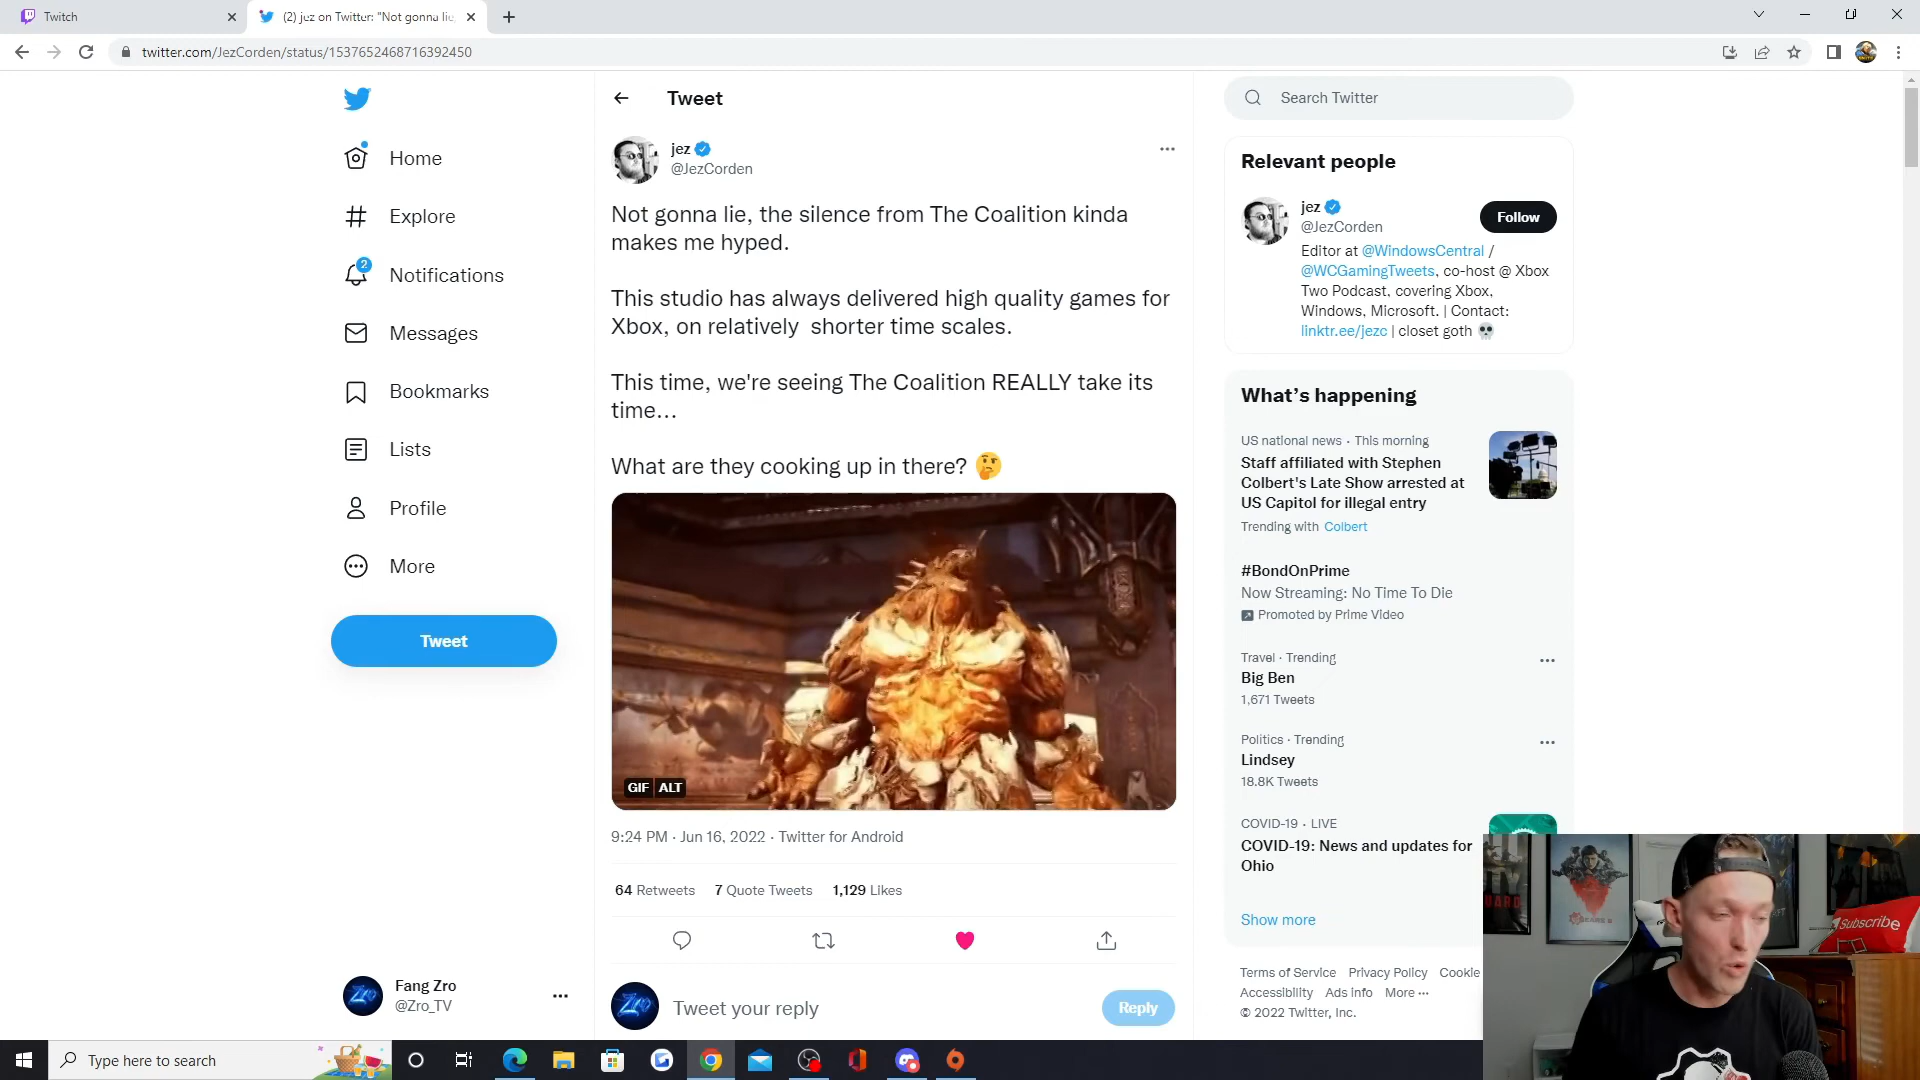 Twitch
(2) jez on Twitter: "Not gonna lie,
twitter.com/JezCorden/status/1537652468716392450
Home
Explore
2
Notifications
Messages
Bookmarks
Lists
Profile
More
Tweet
Fang Zro
@Zro_TV
Tweet
jez
@JezCorden
Not gonna lie, the silence from The Coalition kinda
makes me hyped.
This studio has always delivered high quality games for
Xbox, on relatively shorter time scales.
This time, we're seeing The Coalition REALLY take its
time…
What are they cooking up in there? 🤔
GIF ALT
9:24 PM · Jun 16, 2022 · Twitter for Android
64 Retweets 7 Quote Tweets 1,129 Likes
Tweet your reply
Reply
Search Twitter
Relevant people
jez
@JezCorden
Follow
Editor at @WindowsCentral /
@WCGamingTweets, co-host @ Xbox
Two Podcast, covering Xbox,
Windows, Microsoft. | Contact:
linktr.ee/jezc | closet goth 💀
What's happening
US national news · This morning
Staff affiliated with Stephen
Colbert's Late Show arrested at
US Capitol for illegal entry
Trending with Colbert
#BondOnPrime
Now Streaming: No Time To Die
Promoted by Prime Video
Travel · Trending
Big Ben
1,671 Tweets
Politics · Trending
Lindsey
18.8K Tweets
COVID-19 · LIVE
COVID-19: News and updates for
Ohio
Show more
Terms of Service Privacy Policy Cookie
Accessibility Ads info More ···
© 2022 Twitter, Inc.
Subscribe
Type here to search